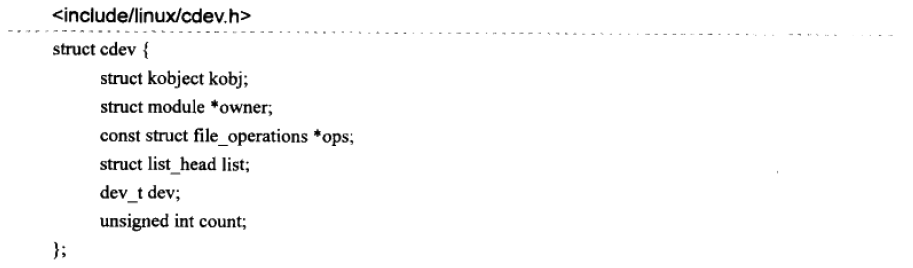 <include/linux/cdev.h>
struct cdev {
struct kobject kobj;
struct module *owner;
const struct file_operations *ops;
struct list_head list;
dev_t dev;
unsigned int count;
};